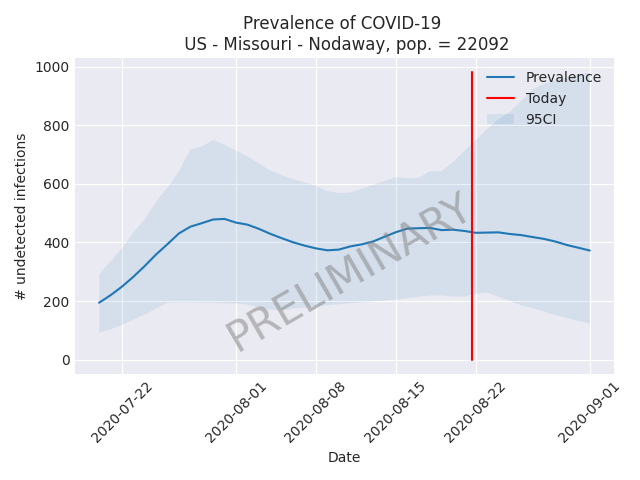 Prevalence of COVID-19
US - Missouri - Nodaway, pop. = 22092
1000
800
600
400
200
0
# undetected infections
Prevalence
Today
95CI
PRELIMINARY
2020-07-22
2020-08-01
2020-08-08
2020-08-15
2020-08-22
2020-09-01
Date